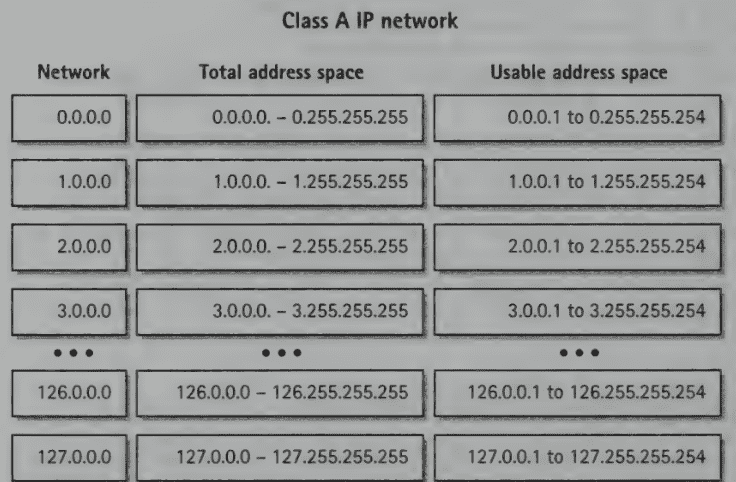 Class A IP network
Network Total address space Usable address space
0.0.0.0 0.0.0.0. – 0.255.255.255 0.0.0.1 to 0.255.255.254
1.0.0.0 1.0.0.0. – 1.255.255.255 1.0.0.1 to 1.255.255.254
2.0.0.0 2.0.0.0. – 2.255.255.255 2.0.0.1 to 2.255.255.254
3.0.0.0 3.0.0.0. – 3.255.255.255 3.0.0.1 to 3.255.255.254
••• ••• •••
126.0.0.0 126.0.0.0 – 126.255.255.255 126.0.0.1 to 126.255.255.254
127.0.0.0 127.0.0.0 – 127.255.255.255 127.0.0.1 to 127.255.255.254